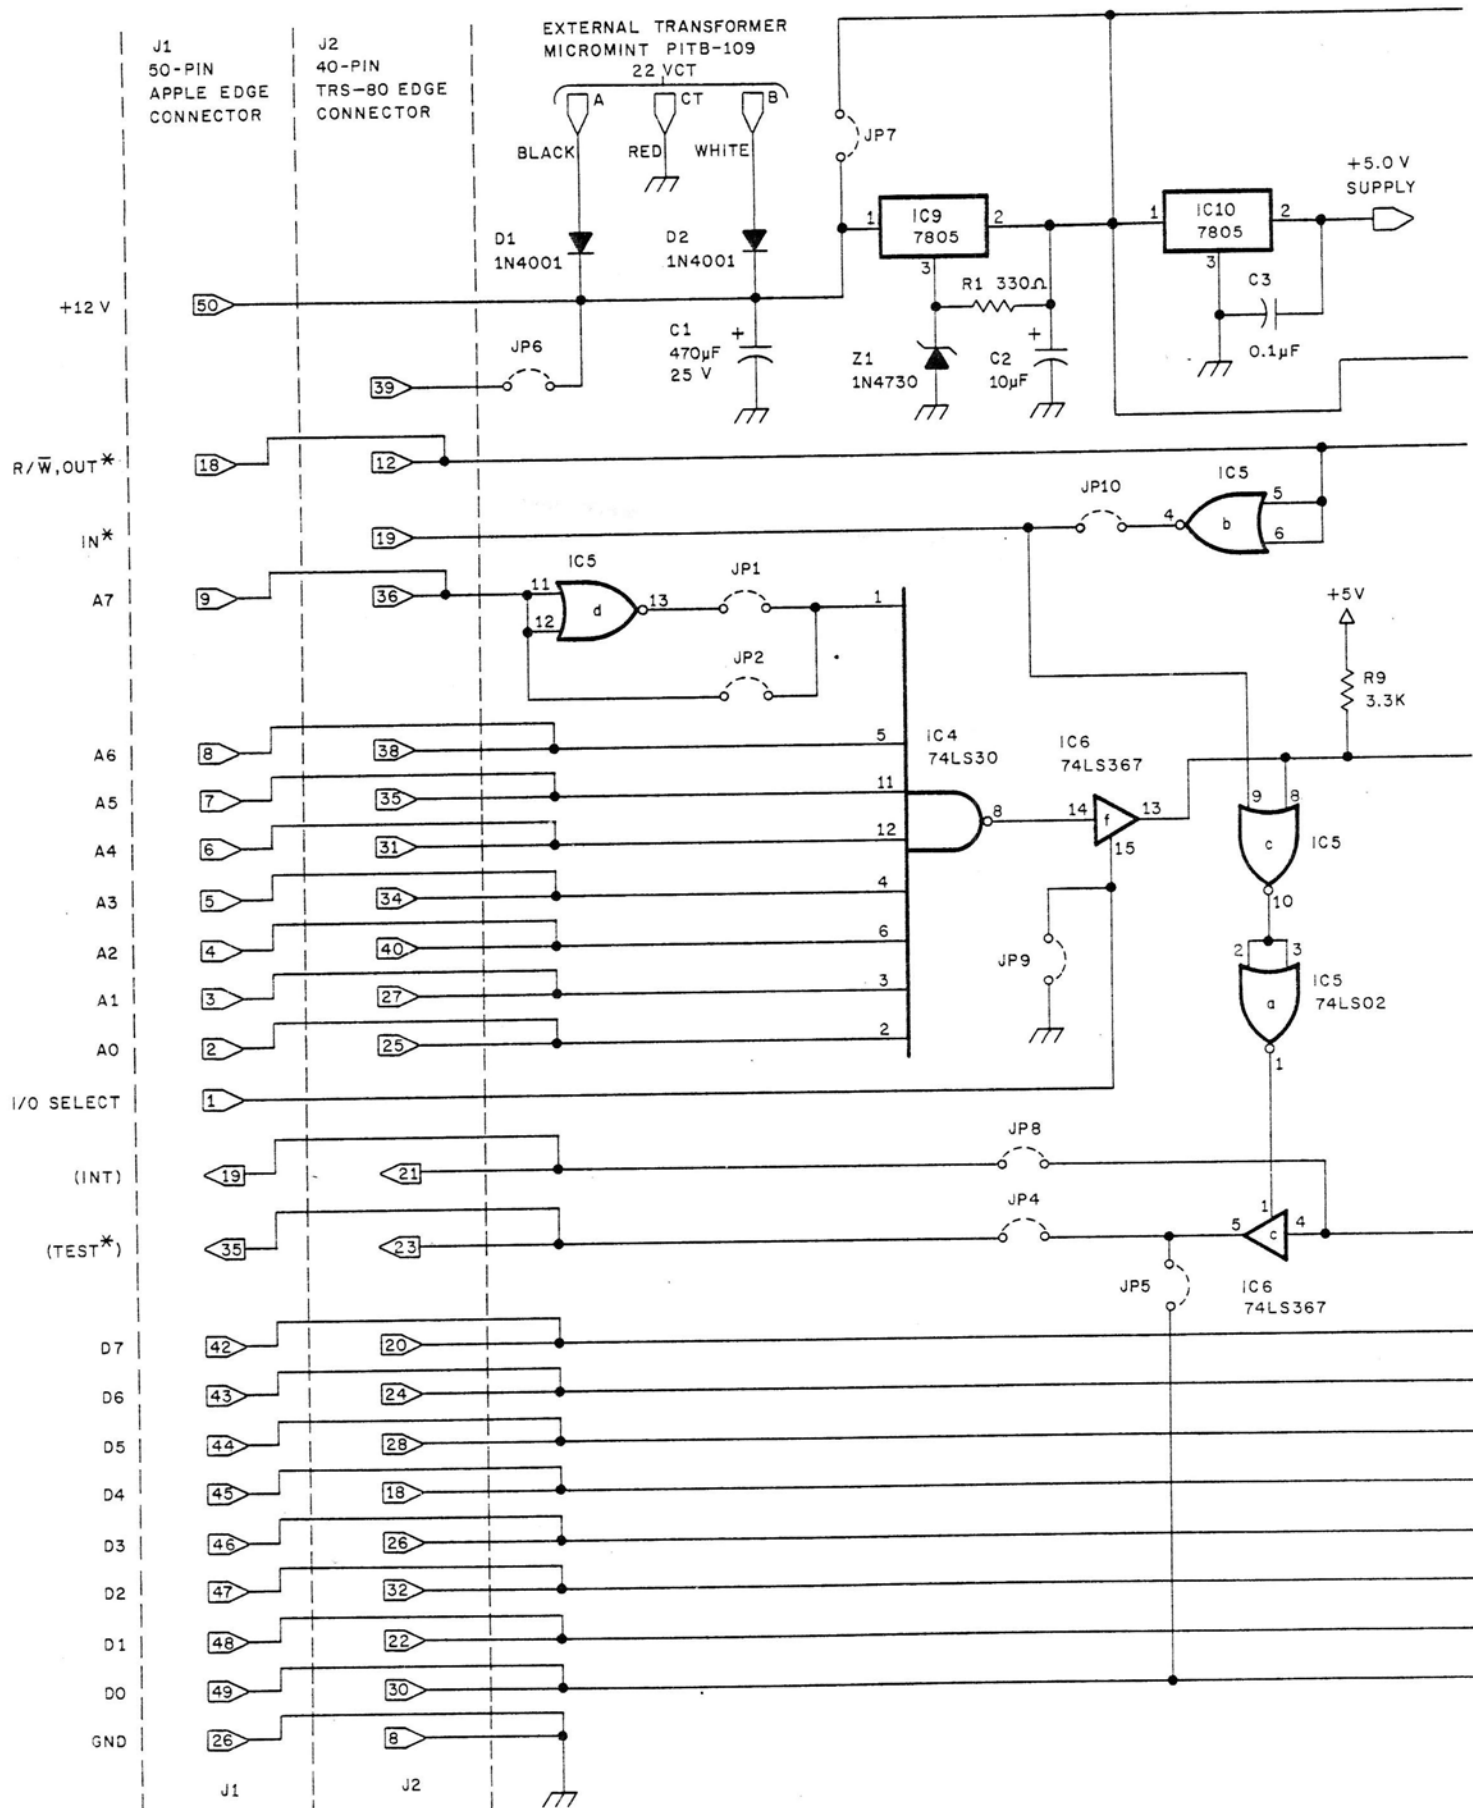 J1
50-PIN
APPLE EDGE
CONNECTOR
J2
40-PIN
TRS-80 EDGE
CONNECTOR
EXTERNAL TRANSFORMER
MICROMINT PITB-109
22 VCT
A
CT
B
BLACK
RED
WHITE
JP7
+5.0 V
SUPPLY
1
IC9
7805
2
3
1
IC10
7805
2
3
D1
1N4001
D2
1N4001
R1 330Ω
C3
0.1µF
+12 V
50
JP6
39
C1
470µF
25 V
+
Z1
1N4730
C2
10µF
+
R/W̅,OUT*
18
12
IC5
JP10
4
b
5
6
IN*
19
A7
9
36
IC5
11
12
d
13
JP1
JP2
1
+5V
R9
3.3K
A6
8
38
5
IC4
74LS30
IC6
74LS367
A5
7
35
11
9
8
A4
6
31
12
8
14
f
13
15
c
IC5
10
A3
5
34
4
A2
4
40
6
JP9
2
3
A1
3
27
3
a
IC5
74LS02
A0
2
25
2
1
I/O SELECT
1
(INT)
19
21
JP8
(TEST*)
35
23
JP4
5
1
c
4
JP5
IC6
74LS367
D7
42
20
D6
43
24
D5
44
28
D4
45
18
D3
46
26
D2
47
32
D1
48
22
D0
49
30
GND
26
8
J1
J2